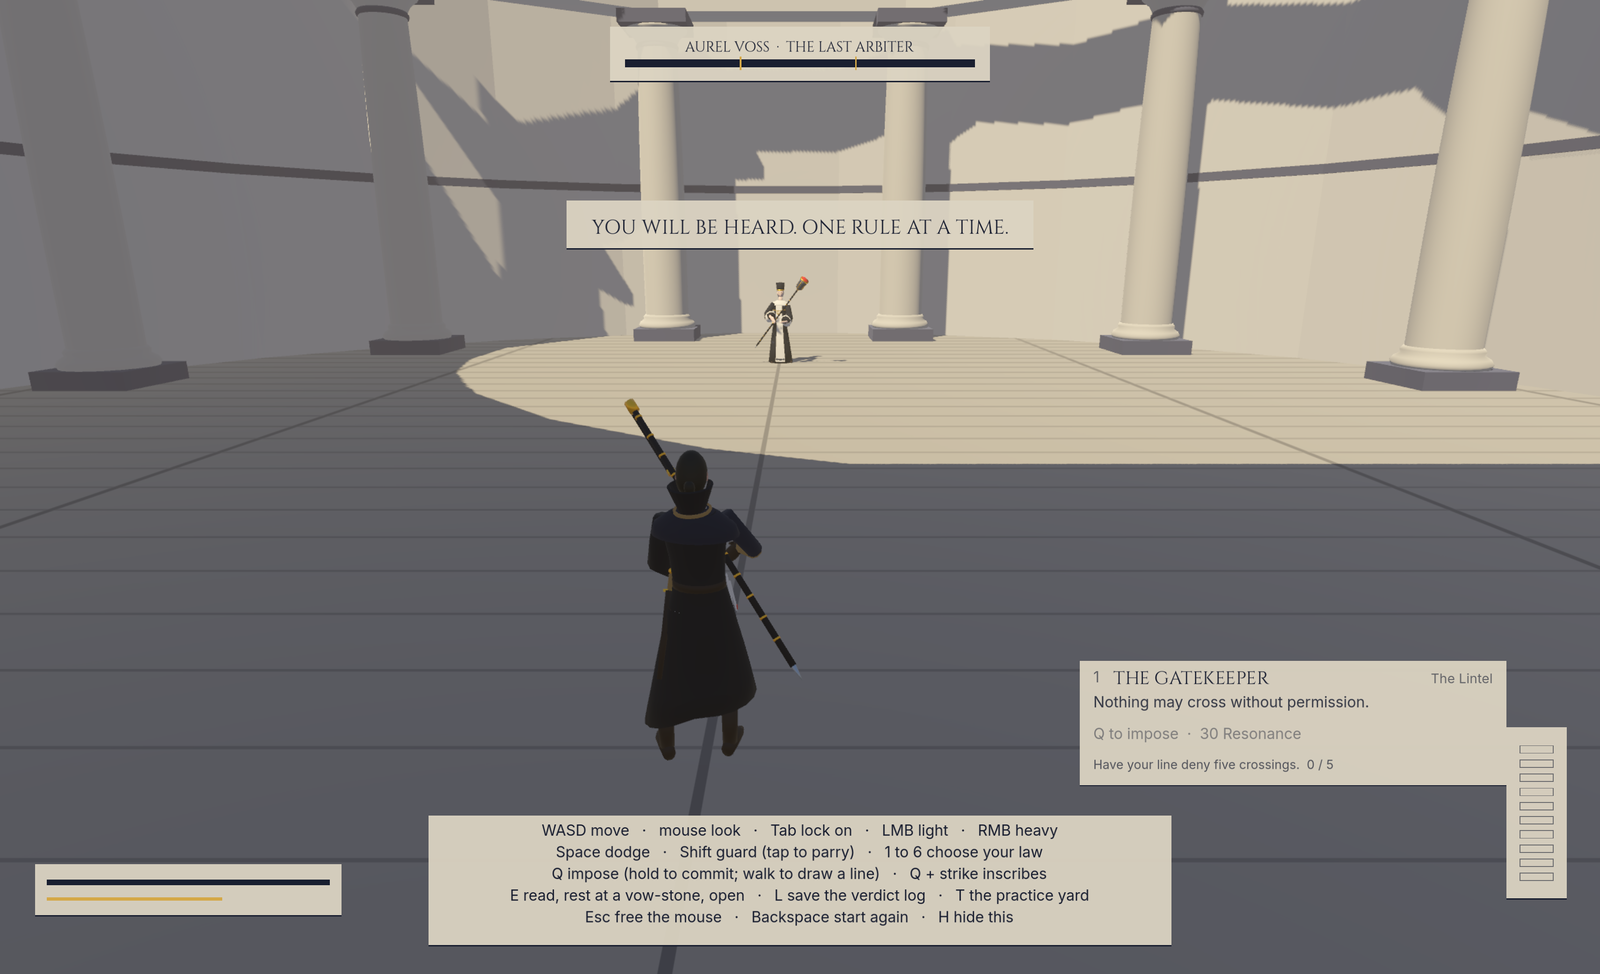 AUREL VOSS · THE LAST ARBITER
YOU WILL BE HEARD. ONE RULE AT A TIME.
1 THE GATEKEEPER The Lintel
Nothing may cross without permission.
Q to impose · 30 Resonance
Have your line deny five crossings. 0 / 5
WASD move · mouse look · Tab lock on · LMB light · RMB heavy
Space dodge · Shift guard (tap to parry) · 1 to 6 choose your law
Q impose (hold to commit; walk to draw a line) · Q + strike inscribes
E read, rest at a vow-stone, open · L save the verdict log · T the practice yard
Esc free the mouse · Backspace start again · H hide this